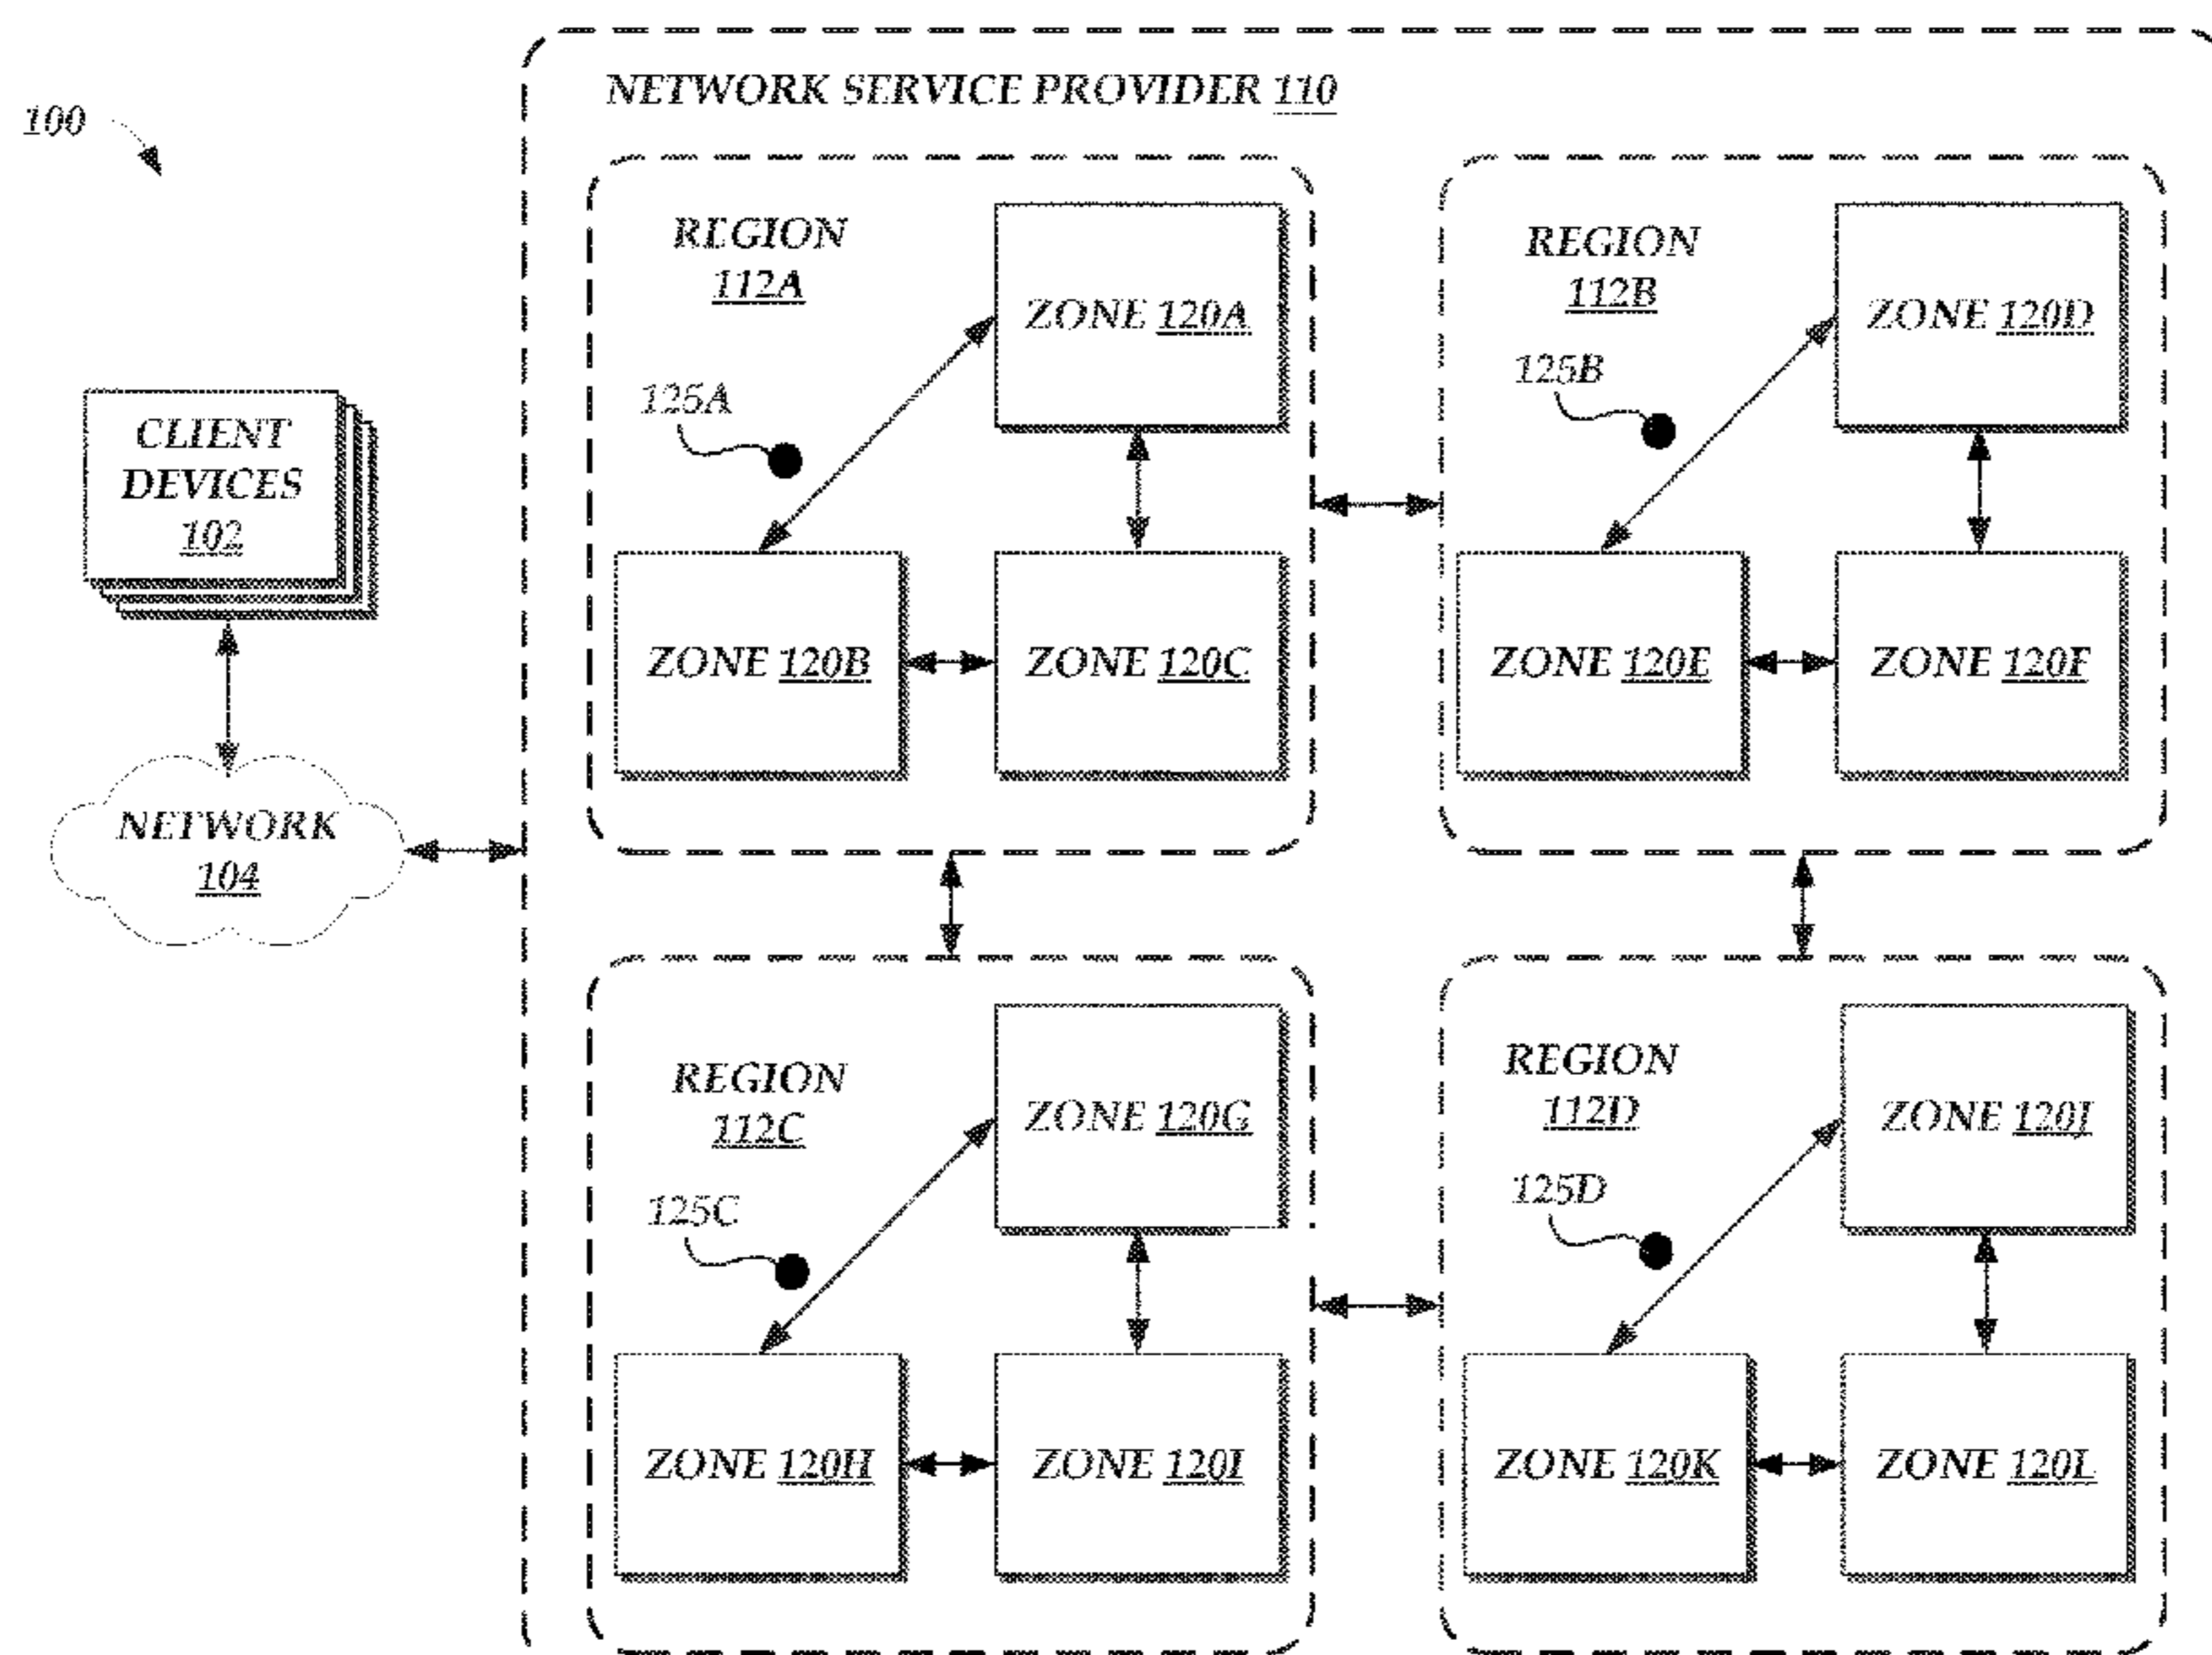 100
NETWORK SERVICE PROVIDER 110
REGION
112A
ZONE 120A
125A
ZONE 120B
ZONE 120C
REGION
112B
ZONE 120D
125B
ZONE 120E
ZONE 120F
CLIENT
DEVICES
102
NETWORK
104
REGION
112C
ZONE 120G
125C
ZONE 120H
ZONE 120I
REGION
112D
ZONE 120J
125D
ZONE 120K
ZONE 120L